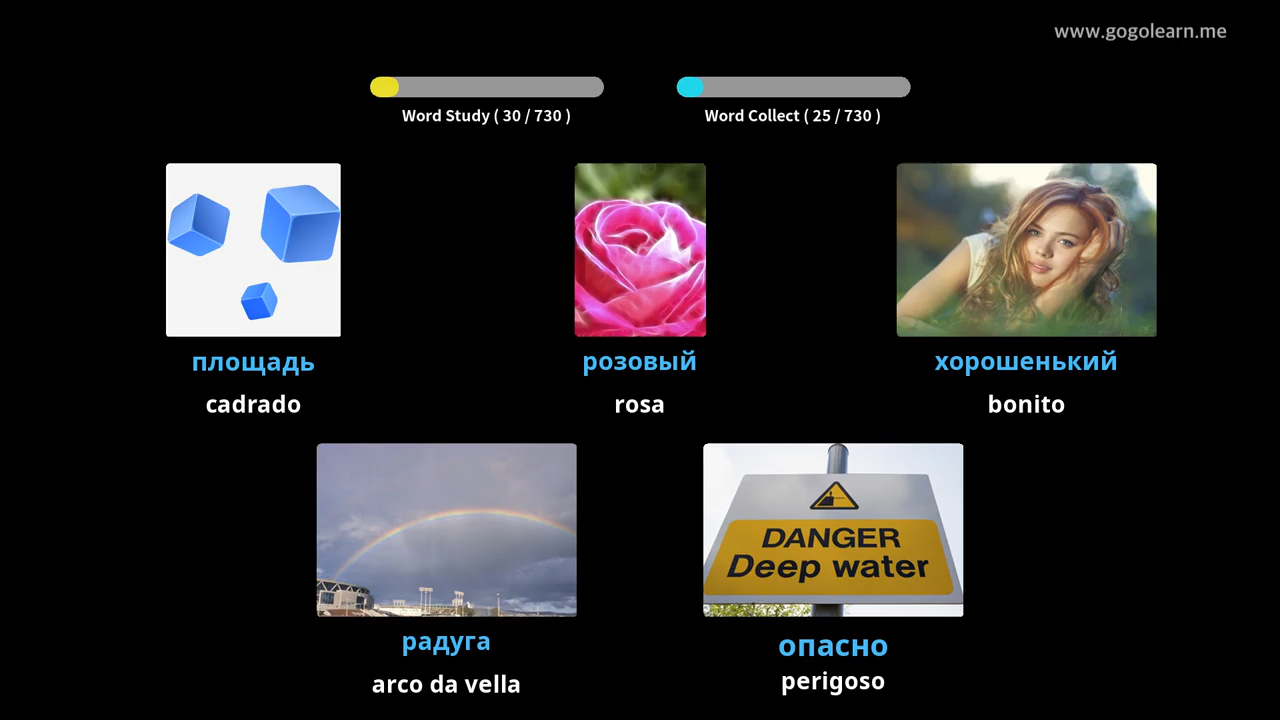 www.gogolearn.me
Word Study ( 30 / 730 )
Word Collect ( 25 / 730 )
площадь
розовый
хорошенький
cadrado
rosa
bonito
DANGER
Deep water
радуга
опасно
arco da vella
perigoso